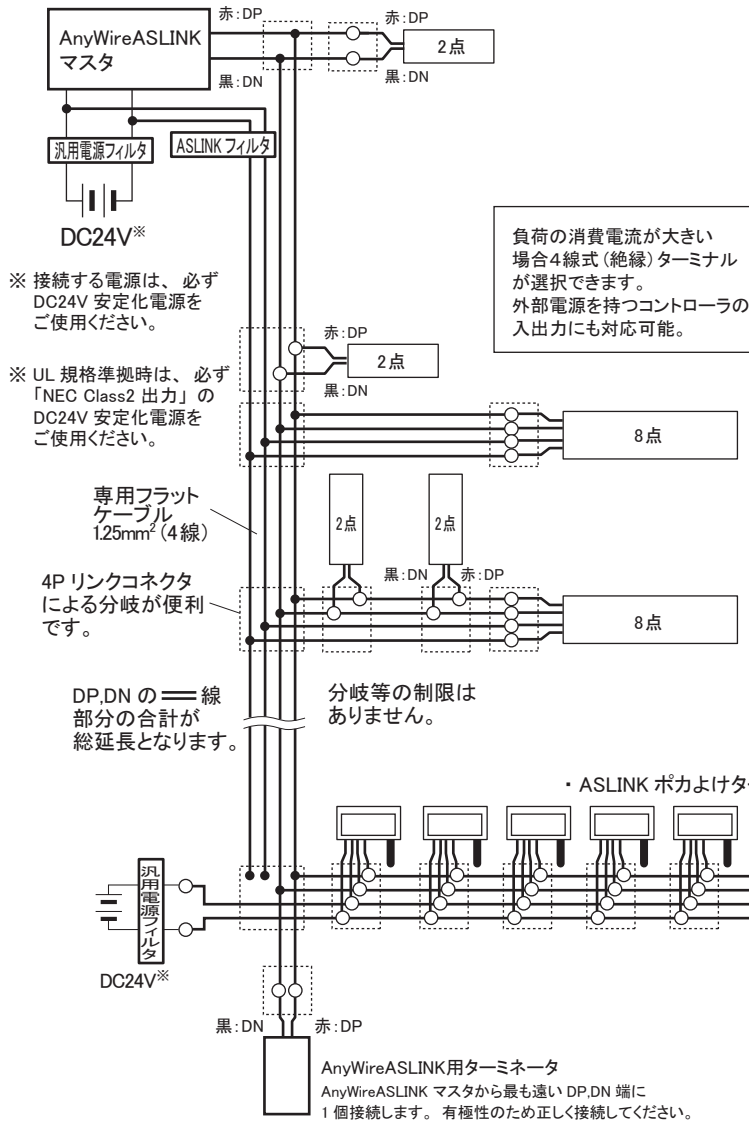 赤:DP
AnyWireASLINK
マスタ
黒:DN
赤:DP
2点
黒:DN
汎用電源フィルタ
ASLINK フィルタ
DC24V※
※ 接続する電源は、必ず
DC24V 安定化電源を
ご使用ください。
※ UL 規格準拠時は、必ず
「NEC Class2 出力」の
DC24V 安定化電源を
ご使用ください。
負荷の消費電流が大きい
場合4線式(絶縁)ターミナル
が選択できます。
外部電源を持つコントローラの
入出力にも対応可能。
赤:DP
2点
黒:DN
8点
専用フラット
ケーブル
1.25mm²(4線)
2点
2点
黒:DN
赤:DP
4P リンクコネクタ
による分岐が便利
です。
8点
DP,DN の 線
部分の合計が
総延長となります。
分岐等の制限は
ありません。
・ASLINK ポカよけタ
汎用電源フィルタ
DC24V※
黒:DN
赤:DP
AnyWireASLINK用ターミネータ
AnyWireASLINK マスタから最も遠い DP,DN 端に
1 個接続します。有極性のため正しく接続してください。